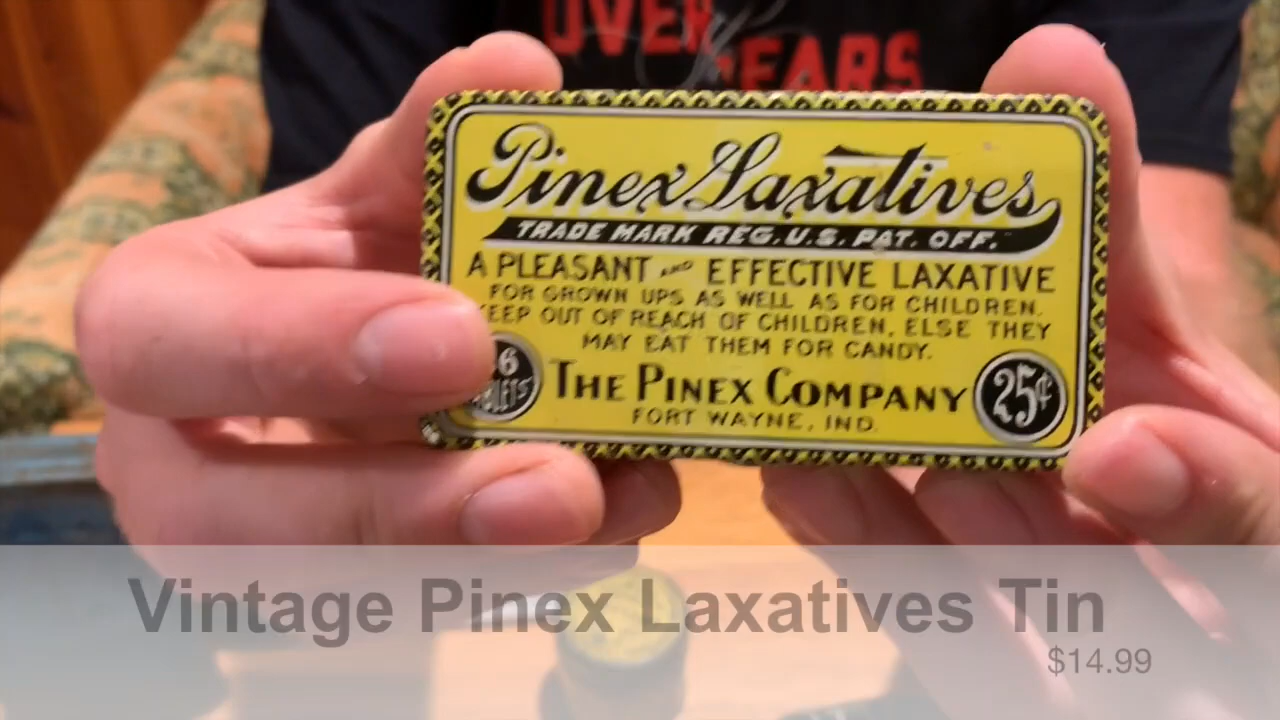 OVER
EARS
Pinex Laxatives
TRADE MARK REG. U.S. PAT. OFF.
A PLEASANT AND EFFECTIVE LAXATIVE
FOR GROWN UPS AS WELL AS FOR CHILDREN.
KEEP OUT OF REACH OF CHILDREN, ELSE THEY
MAY EAT THEM FOR CANDY.
THE PINEX COMPANY
25¢
FORT WAYNE, IND.
Vintage Pinex Laxatives Tin
$14.99